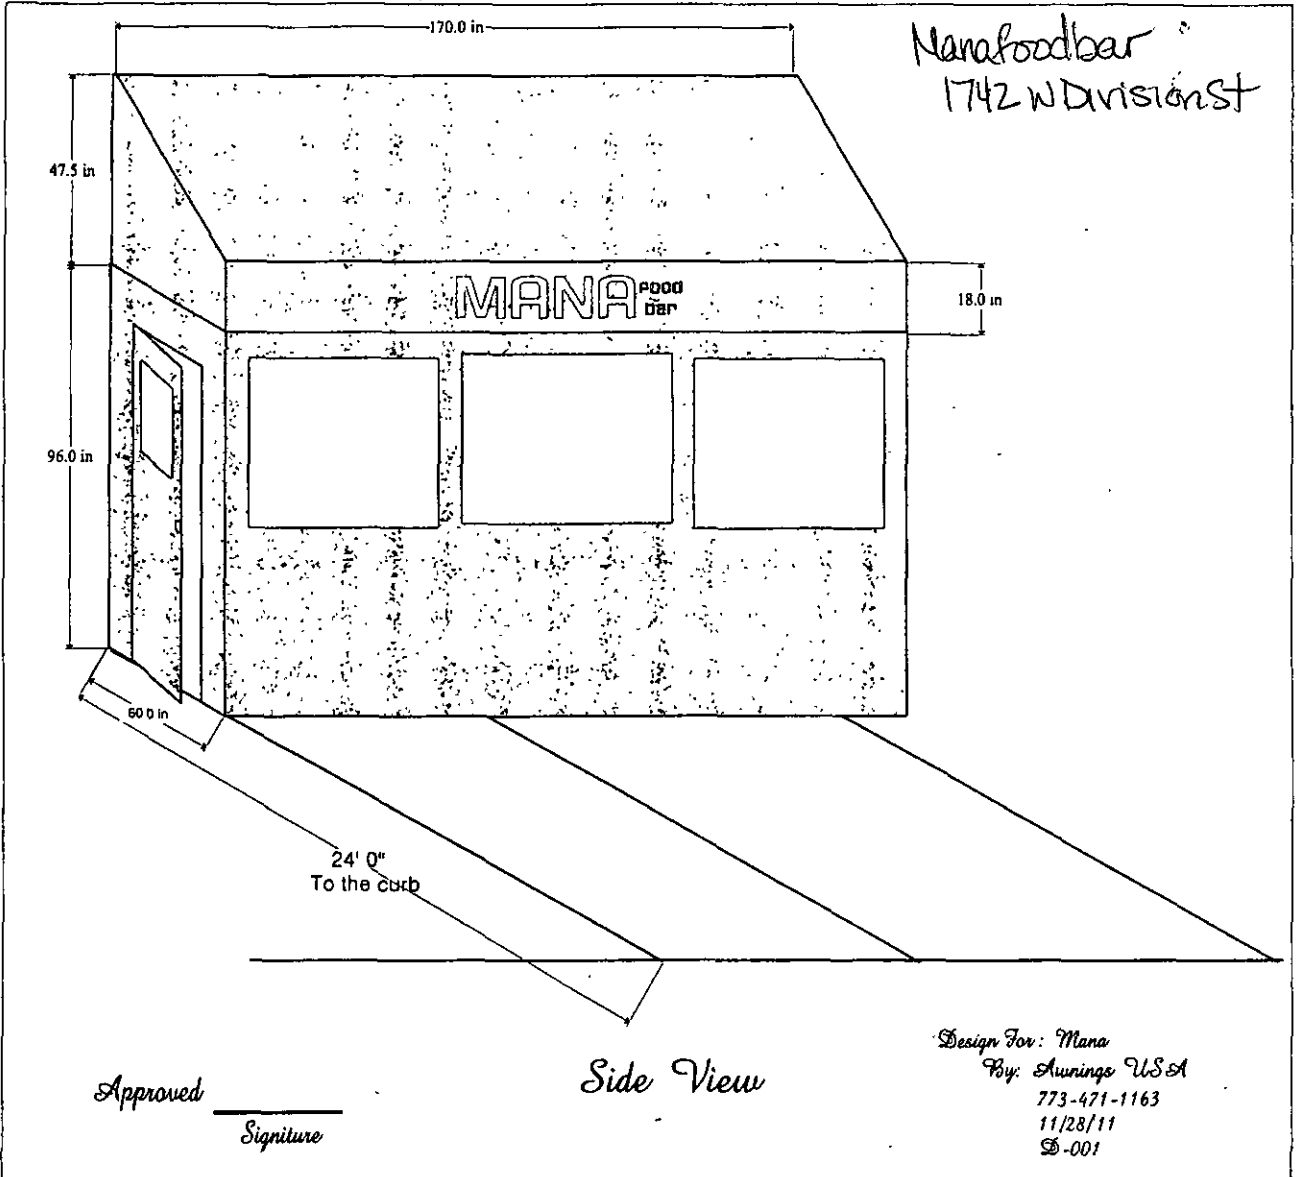 170.0 in
Manafoodbar
1742 W Division St
47.5 in
MANA FOOD
bar
18.0 in
96.0 in
60 0 in
24' 0"
To the curb
Side View
Approved
Signiture
Design For: Mana
By: Awnings USA
773-471-1163
11/28/11
D-001